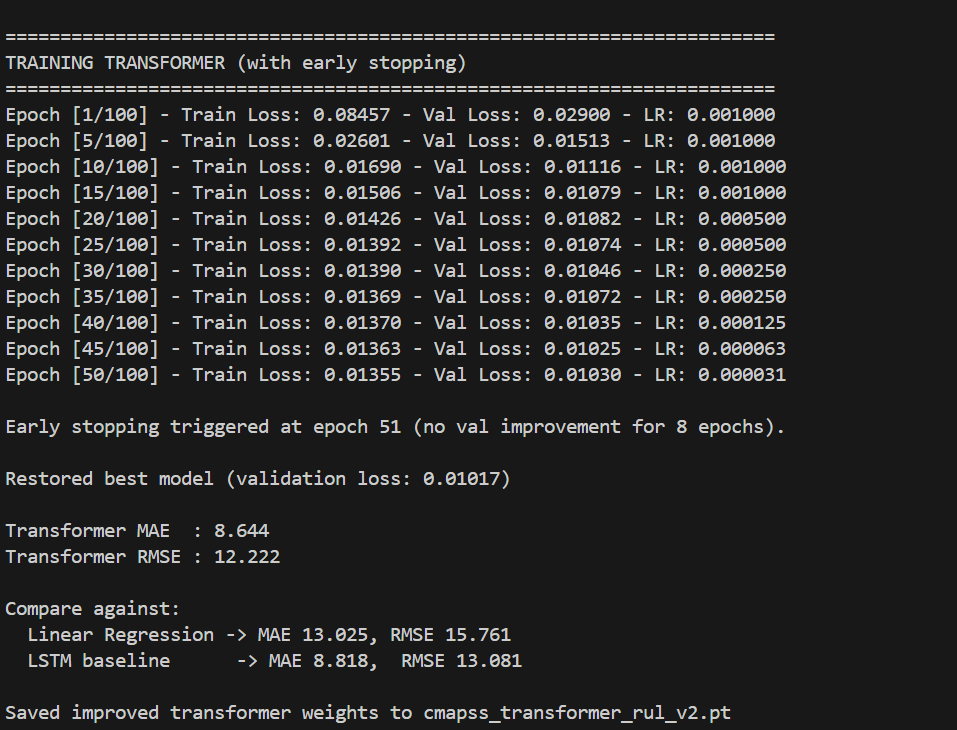 ======================================================================
TRAINING TRANSFORMER (with early stopping)
======================================================================
Epoch [1/100] - Train Loss: 0.08457 - Val Loss: 0.02900 - LR: 0.001000
Epoch [5/100] - Train Loss: 0.02601 - Val Loss: 0.01513 - LR: 0.001000
Epoch [10/100] - Train Loss: 0.01690 - Val Loss: 0.01116 - LR: 0.001000
Epoch [15/100] - Train Loss: 0.01506 - Val Loss: 0.01079 - LR: 0.001000
Epoch [20/100] - Train Loss: 0.01426 - Val Loss: 0.01082 - LR: 0.000500
Epoch [25/100] - Train Loss: 0.01392 - Val Loss: 0.01074 - LR: 0.000500
Epoch [30/100] - Train Loss: 0.01390 - Val Loss: 0.01046 - LR: 0.000250
Epoch [35/100] - Train Loss: 0.01369 - Val Loss: 0.01072 - LR: 0.000250
Epoch [40/100] - Train Loss: 0.01370 - Val Loss: 0.01035 - LR: 0.000125
Epoch [45/100] - Train Loss: 0.01363 - Val Loss: 0.01025 - LR: 0.000063
Epoch [50/100] - Train Loss: 0.01355 - Val Loss: 0.01030 - LR: 0.000031
Early stopping triggered at epoch 51 (no val improvement for 8 epochs).
Restored best model (validation loss: 0.01017)
Transformer MAE  : 8.644
Transformer RMSE : 12.222
Compare against:
  Linear Regression -> MAE 13.025, RMSE 15.761
  LSTM baseline      -> MAE 8.818,  RMSE 13.081
Saved improved transformer weights to cmapss_transformer_rul_v2.pt